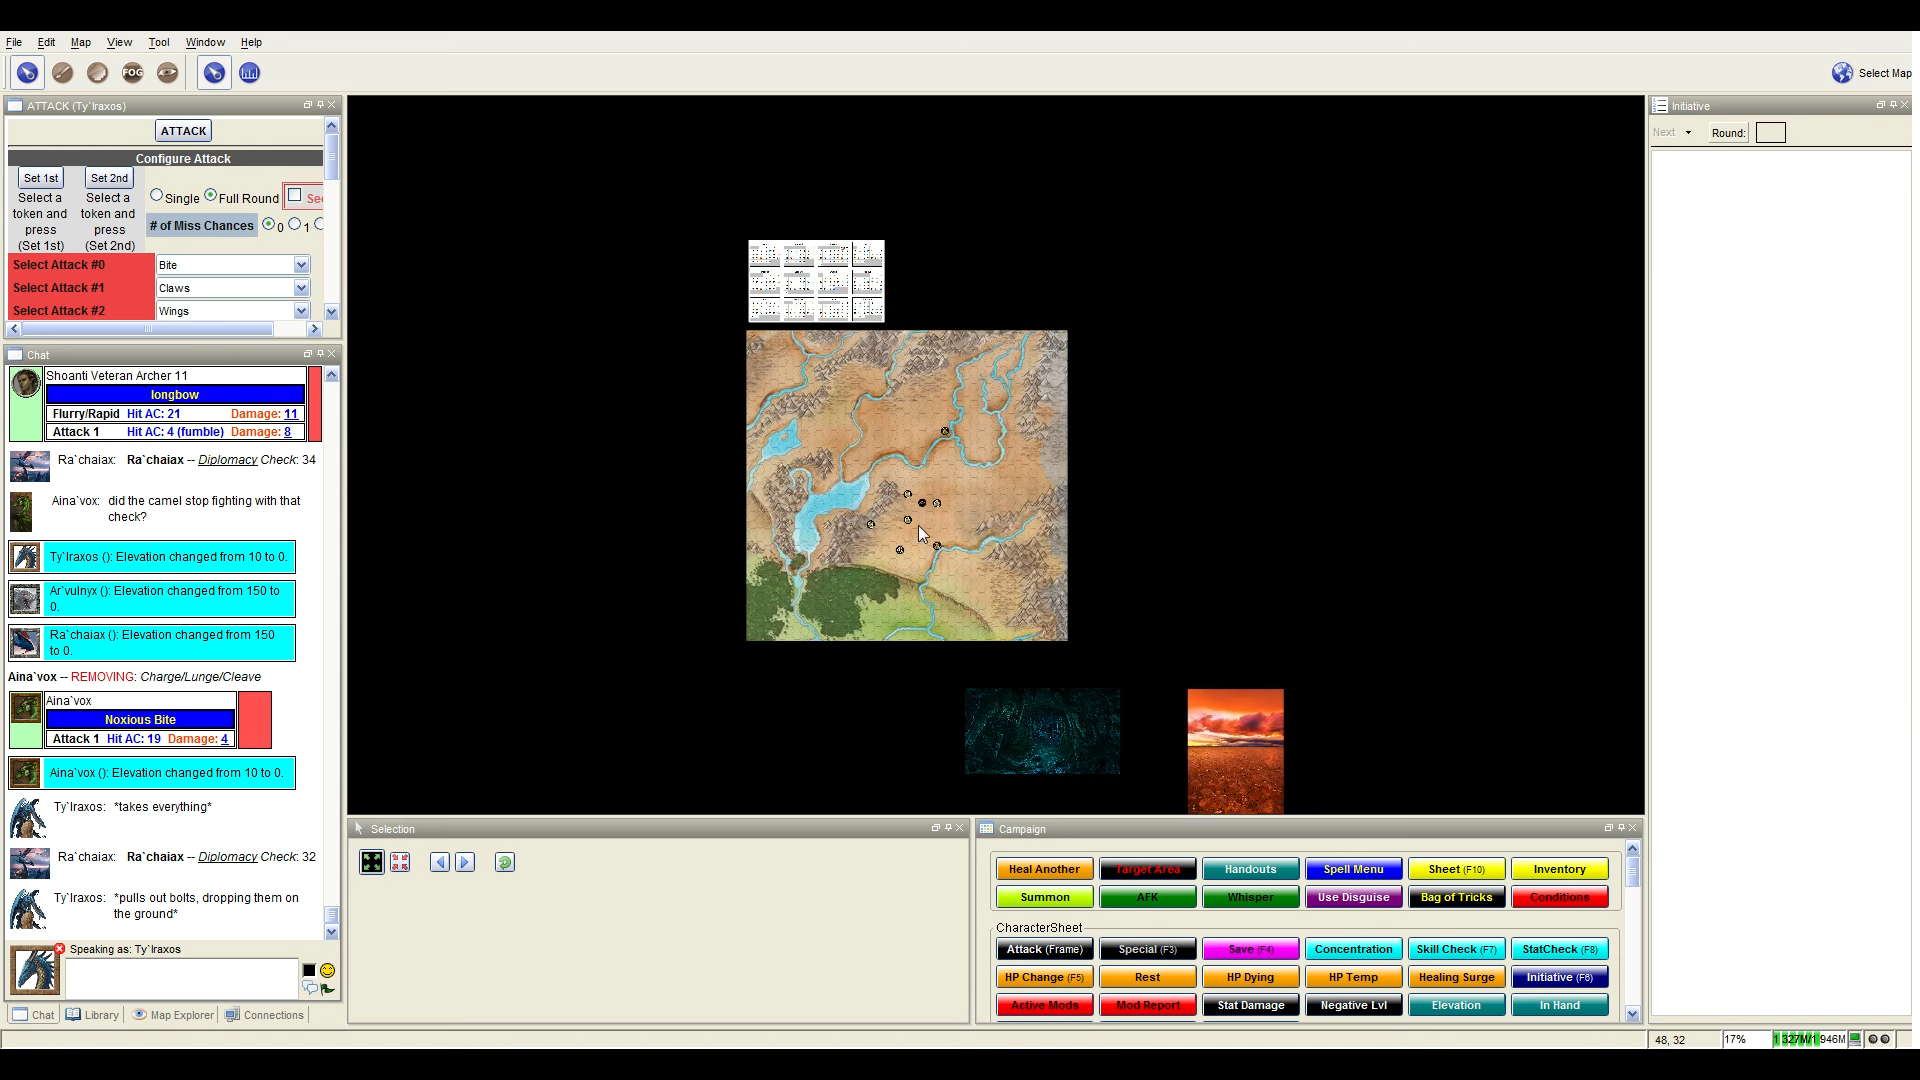 File Edit Map View Tool Window Help
FOG
Select Map
ATTACK (Ty`Iraxos)
ATTACK
Configure Attack
Set 1st Set 2nd
Select a token and press (Set 1st)
Select a token and press (Set 2nd)
Single Full Round
# of Miss Chances 0 1
Select Attack #0 Bite
Select Attack #1 Claws
Select Attack #2 Wings
Chat
Shoanti Veteran Archer 11
longbow
Flurry/Rapid Hit AC: 21 Damage: 11
Attack 1 Hit AC: 4 (fumble) Damage: 8
Ra`chaiax: Ra`chaiax -- Diplomacy Check: 34
Aina`vox: did the camel stop fighting with that
check?
Ty`Iraxos (): Elevation changed from 10 to 0.
Ar`vulnyx (): Elevation changed from 150 to
0.
Ra`chaiax (): Elevation changed from 150
to 0.
Aina`vox -- REMOVING: Charge/Lunge/Cleave
Aina`vox
Noxious Bite
Attack 1 Hit AC: 19 Damage: 4
Aina`vox (): Elevation changed from 10 to 0.
Ty`Iraxos: *takes everything*
Ra`chaiax: Ra`chaiax -- Diplomacy Check: 32
Ty`Iraxos: *pulls out bolts, dropping them on
the ground*
Speaking as: Ty`Iraxos
Chat Library Map Explorer Connections
Selection
Campaign
Heal Another Target Area Handouts Spell Menu Sheet (F10) Inventory
Summon AFK Whisper Use Disguise Bag of Tricks Conditions
CharacterSheet
Attack (Frame) Special (F3) Save (F4) Concentration Skill Check (F7) StatCheck (F8)
HP Change (F5) Rest HP Dying HP Temp Healing Surge Initiative (F6)
Active Mods Mod Report Stat Damage Negative Lvl Elevation In Hand
Initiative
Next Round:
48, 32 17%